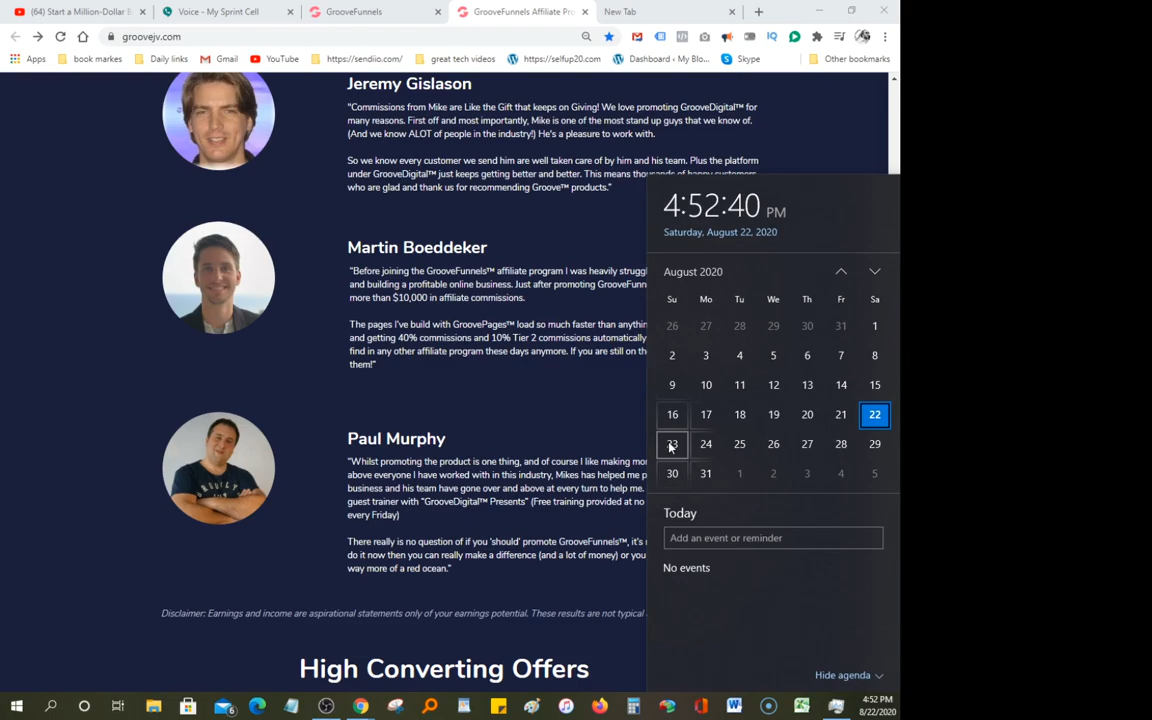 (64) Start a Million-Dollar B
Voice - My Sprint Cell
GrooveFunnels
GrooveFunnels Affiliate Pro
New Tab
groovejv.com
Apps
book markes
Daily links
Gmail
YouTube
https://sendiio.com/
great tech videos
https://selfup20.com
Dashboard ‹ My Blo...
Skype
Other bookmarks
Jeremy Gislason
"Commissions from Mike are Like the Gift that keeps on Giving! We love promoting GrooveDigital™ for
many reasons. First off and most importantly, Mike is one of the most stand up guys that we know of.
(And we know ALOT of people in the industry!) He's a pleasure to work with.
So we know every customer we send him are well taken care of by him and his team. Plus the platform
under GrooveDigital™ just keeps getting better and better. This means thousands of happy customers
who are glad and thank us for recommending Groove™ products."
Martin Boeddeker
"Before joining the GrooveFunnels™ affiliate program I was heavily strugg
and building a profitable online business. Just after promoting GrooveFunn
more than $10,000 in affiliate commissions.
The pages I've build with GroovePages™ load so much faster than anythin
and getting 40% commissions and 10% Tier 2 commissions automatically
find in any other affiliate program these days anymore. If you are still on the
them!"
Paul Murphy
"Whilst promoting the product is one thing, and of course I like making mor
above everyone I have worked with in this industry, Mikes has helped me p
business and his team have gone over and above at every turn to help me.
guest trainer with "GrooveDigital™ Presents" (Free training provided at no
every Friday)
There really is no question of if you 'should' promote GrooveFunnels™, it's
do it now then you can really make a difference (and a lot of money) or you
way more of a red ocean."
Disclaimer: Earnings and income are aspirational statements only of your earnings potential. These results are not typical
High Converting Offers
4:52:40 PM
Saturday, August 22, 2020
August 2020
Su Mo Tu We Th Fr Sa
26 27 28 29 30 31 1
2 3 4 5 6 7 8
9 10 11 12 13 14 15
16 17 18 19 20 21 22
23 24 25 26 27 28 29
30 31 1 2 3 4 5
Today
Add an event or reminder
No events
Hide agenda
6
4:52 PM
8/22/2020